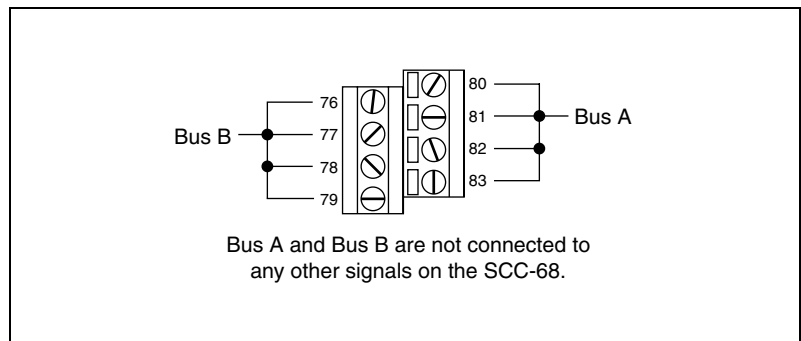 80
76
81
Bus A
Bus B
77
82
78
83
79
Bus A and Bus B are not connected to
any other signals on the SCC-68.